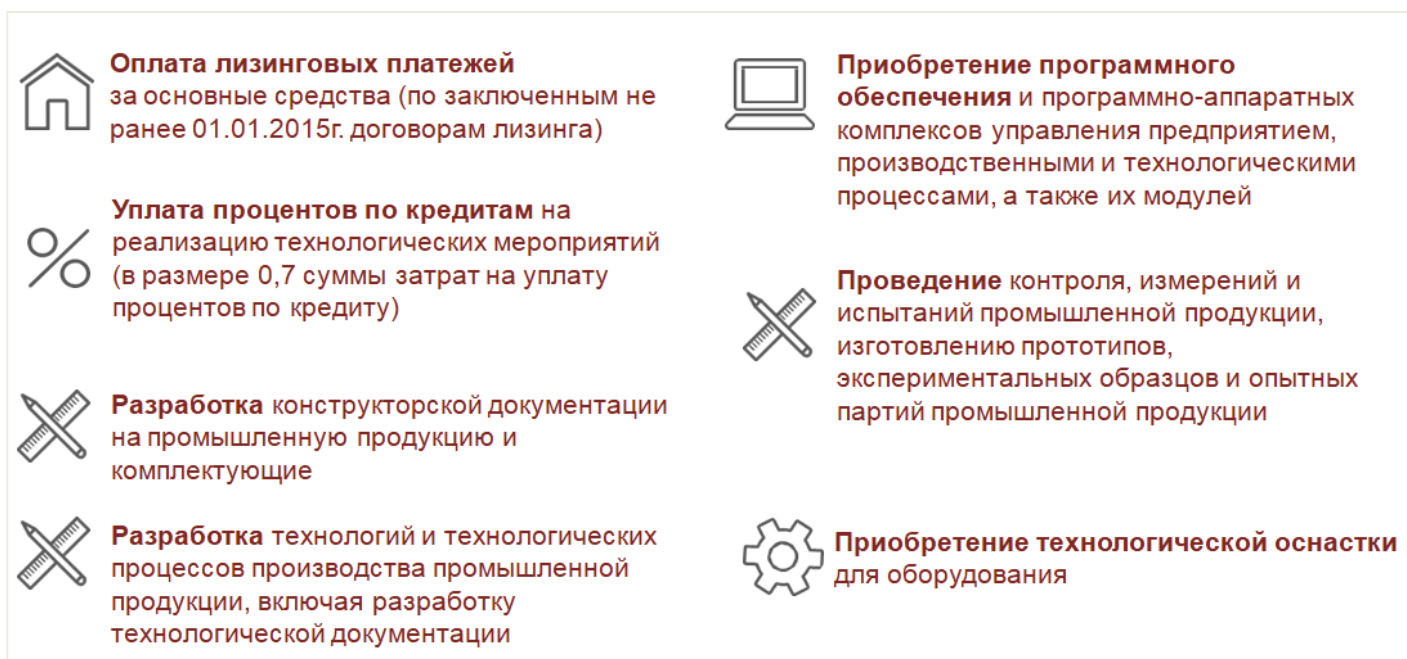 Оплата лизинговых платежей
за основные средства (по заключенным не
ранее 01.01.2015г. договорам лизинга)
Уплата процентов по кредитам на
реализацию технологических мероприятий
(в размере 0,7 суммы затрат на уплату
процентов по кредиту)
Разработка конструкторской документации
на промышленную продукцию и
комплектующие
Разработка технологий и технологических
процессов производства промышленной
продукции, включая разработку
технологической документации
Приобретение программного
обеспечения и программно-аппаратных
комплексов управления предприятием,
производственными и технологическими
процессами, а также их модулей
Проведение контроля, измерений и
испытаний промышленной продукции,
изготовлению прототипов,
экспериментальных образцов и опытных
партий промышленной продукции
Приобретение технологической оснастки
для оборудования